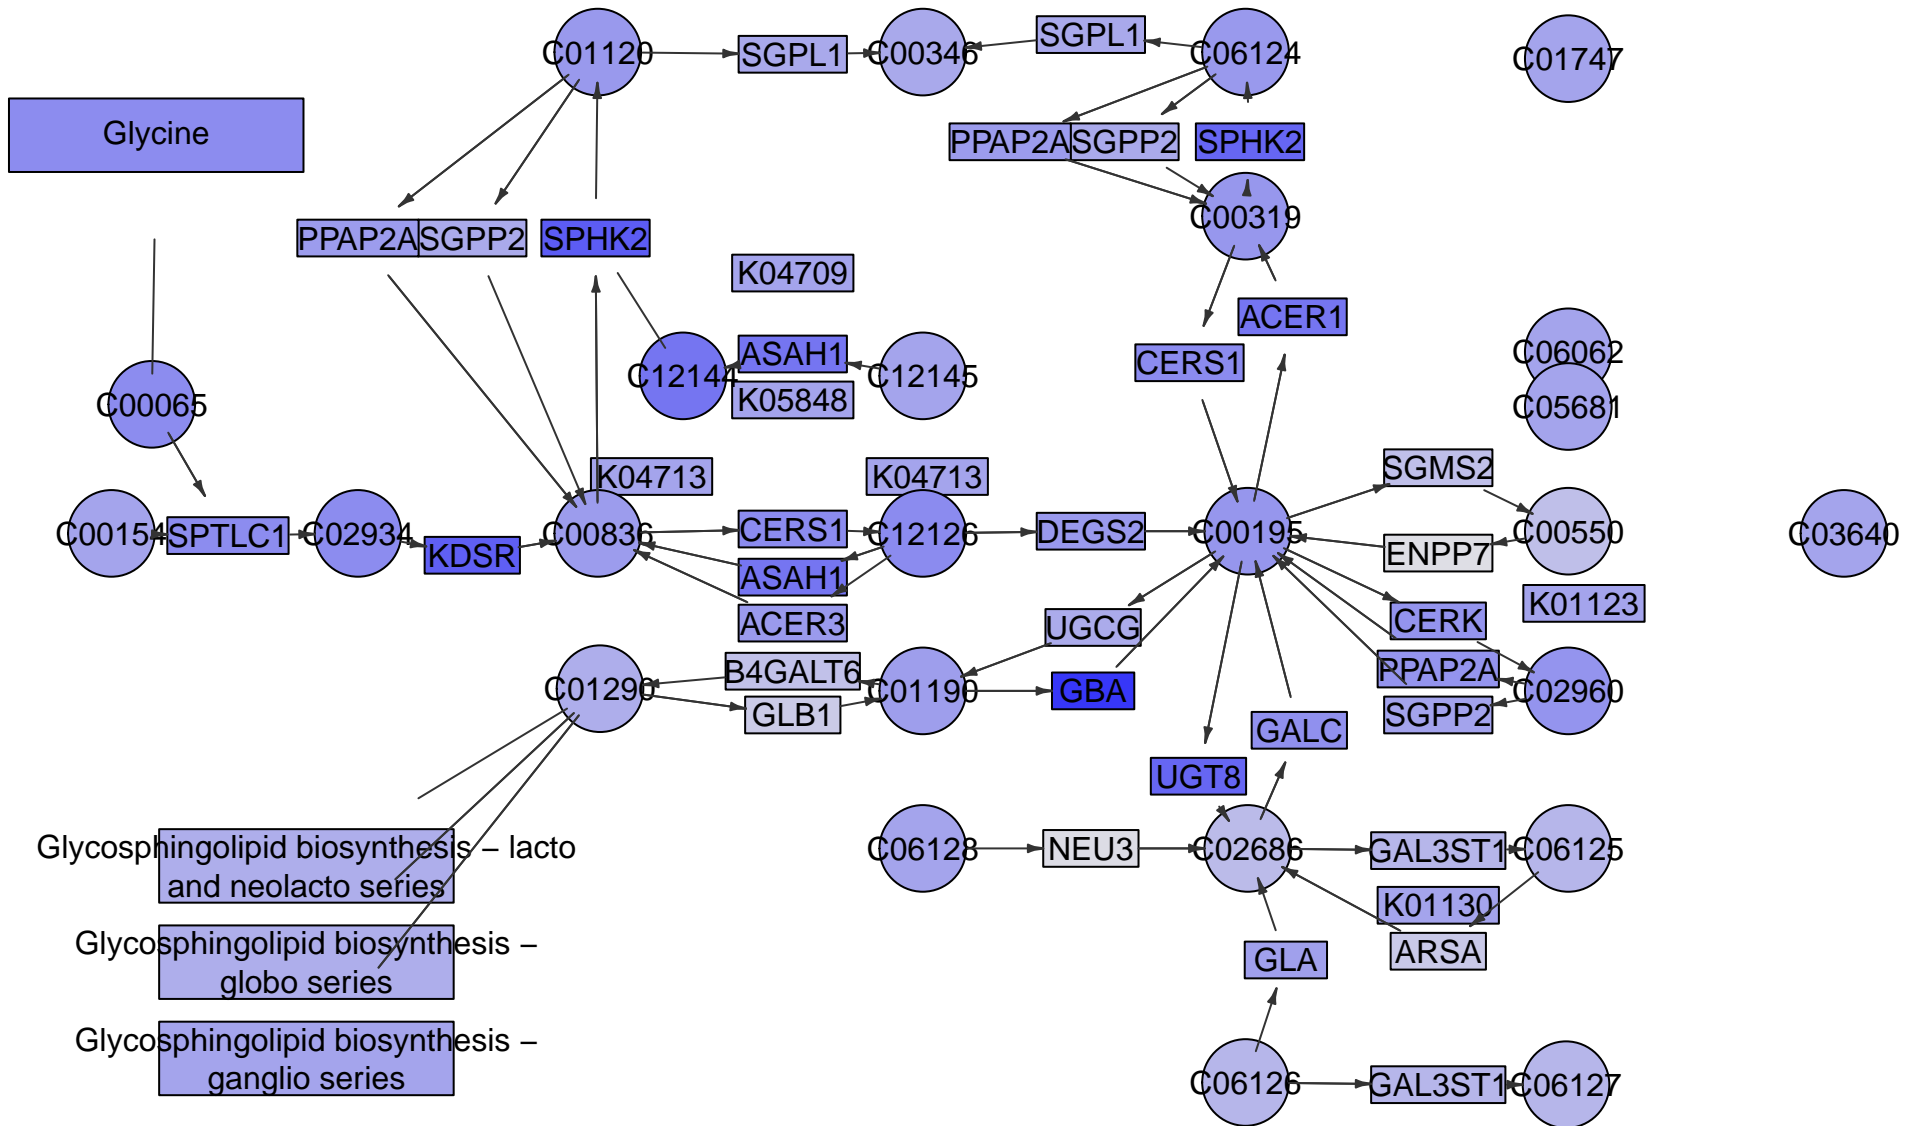 C01120
SGPL1
C00346
SGPL1
C06124
C01747
Glycine
PPAP2A
SGPP2
SPHK2
C00319
PPAP2A
SGPP2
SPHK2
K04709
ACER1
ASAH1
C12144
C12145
K05848
CERS1
C06062
C05681
C00065
K04713
K04713
SGMS2
C00154
SPTLC1
C02934
KDSR
C00836
CERS1
C12126
DEGS2
C00195
C00550
ENPP7
C03640
ASAH1
ACER3
UGCG
CERK
K01123
B4GALT6
C01290
GLB1
C01190
GBA
PPAP2A
C02960
SGPP2
GALC
UGT8
Glycosphingolipid biosynthesis – lacto
and neolacto series
C06128
NEU3
C02686
GAL3ST1
C06125
K01130
ARSA
Glycosphingolipid biosynthesis –
globo series
GLA
Glycosphingolipid biosynthesis –
ganglio series
C06126
GAL3ST1
C06127